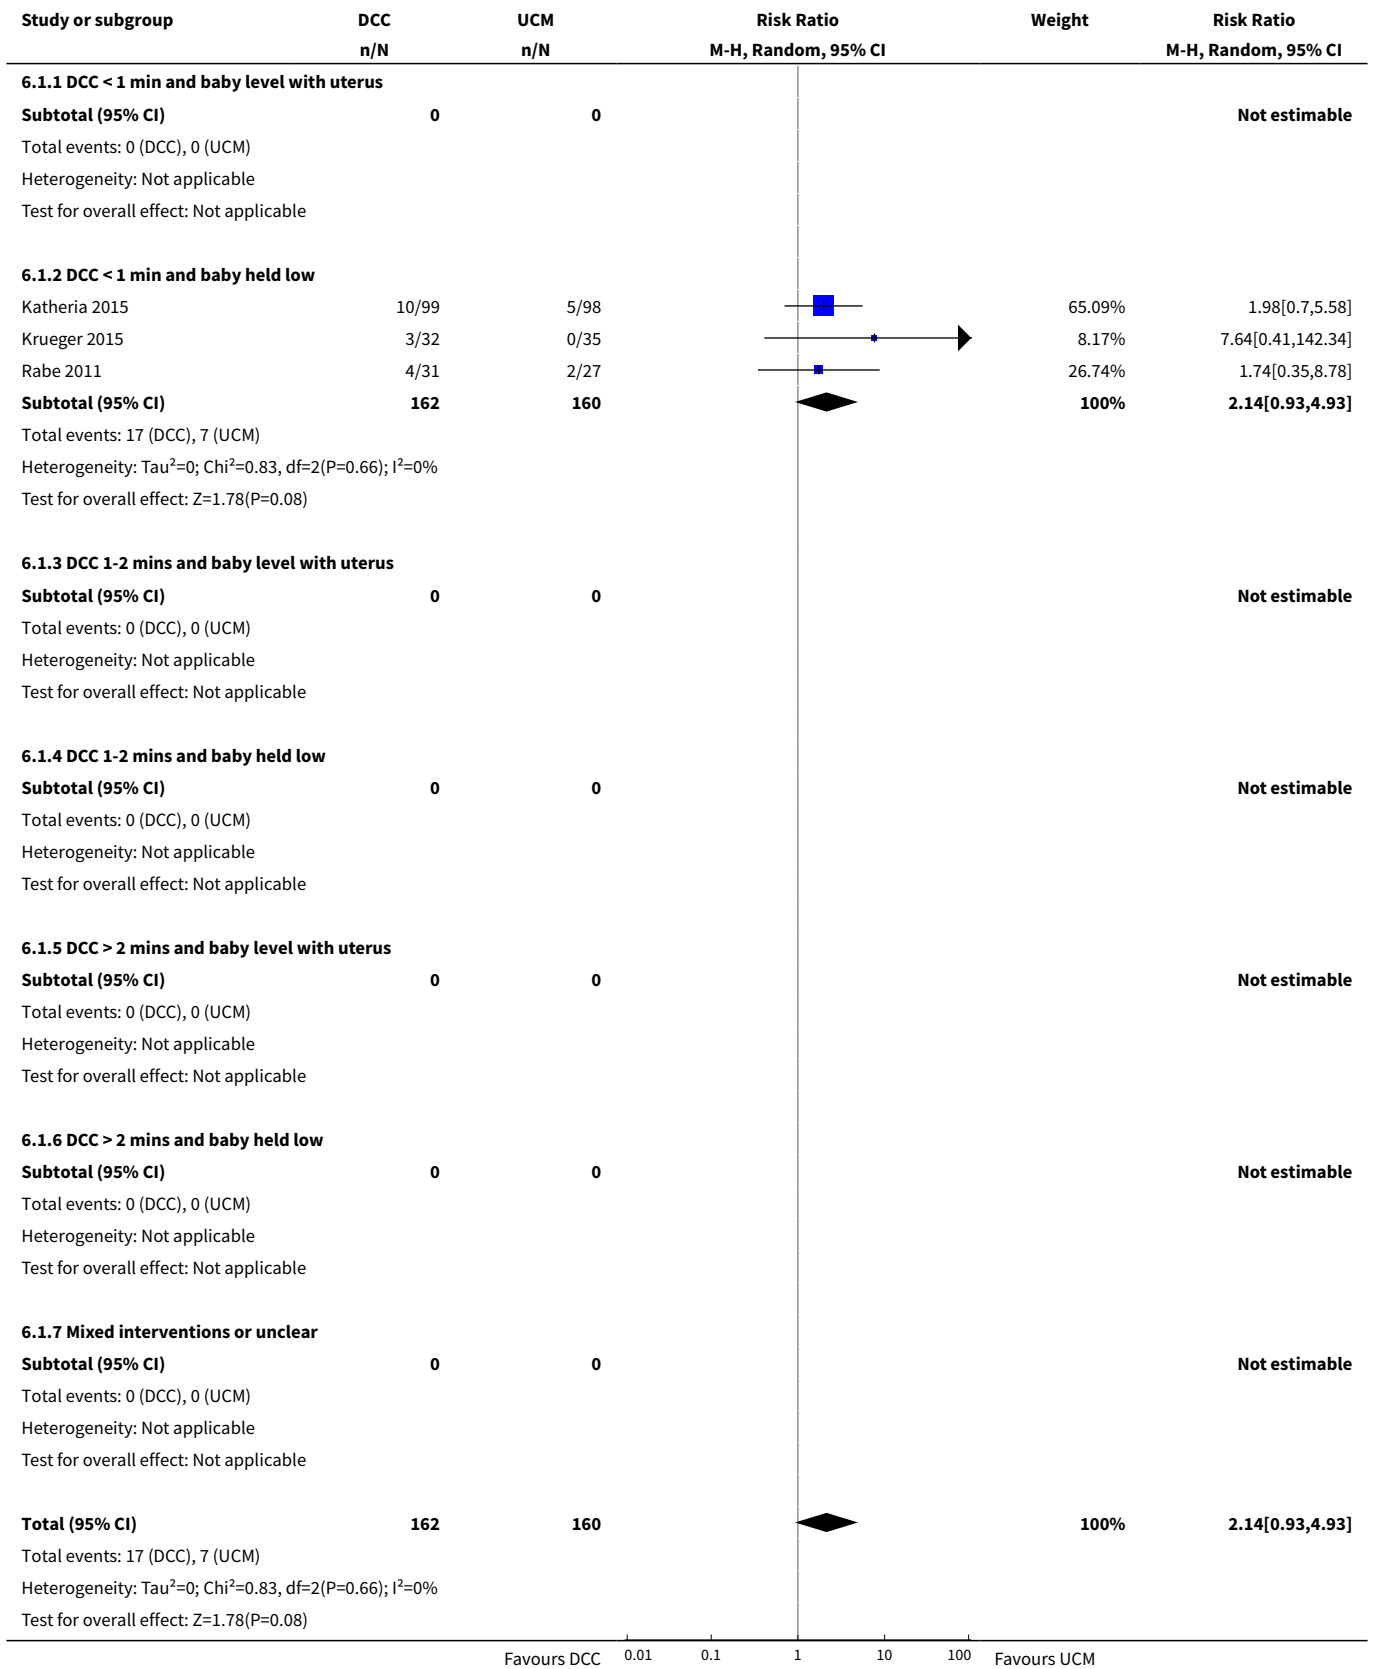 Study or subgroup DCC UCM Risk Ratio Weight Risk Ratio
n/N n/N M-H, Random, 95% CI M-H, Random, 95% CI
6.1.1 DCC < 1 min and baby level with uterus
Subtotal (95% CI) 0 0 Not estimable
Total events: 0 (DCC), 0 (UCM)
Heterogeneity: Not applicable
Test for overall effect: Not applicable
6.1.2 DCC < 1 min and baby held low
Katheria 2015 10/99 5/98 65.09% 1.98[0.7,5.58]
Krueger 2015 3/32 0/35 8.17% 7.64[0.41,142.34]
Rabe 2011 4/31 2/27 26.74% 1.74[0.35,8.78]
Subtotal (95% CI) 162 160 100% 2.14[0.93,4.93]
Total events: 17 (DCC), 7 (UCM)
Heterogeneity: Tau²=0; Chi²=0.83, df=2(P=0.66); I²=0%
Test for overall effect: Z=1.78(P=0.08)
6.1.3 DCC 1-2 mins and baby level with uterus
Subtotal (95% CI) 0 0 Not estimable
Total events: 0 (DCC), 0 (UCM)
Heterogeneity: Not applicable
Test for overall effect: Not applicable
6.1.4 DCC 1-2 mins and baby held low
Subtotal (95% CI) 0 0 Not estimable
Total events: 0 (DCC), 0 (UCM)
Heterogeneity: Not applicable
Test for overall effect: Not applicable
6.1.5 DCC > 2 mins and baby level with uterus
Subtotal (95% CI) 0 0 Not estimable
Total events: 0 (DCC), 0 (UCM)
Heterogeneity: Not applicable
Test for overall effect: Not applicable
6.1.6 DCC > 2 mins and baby held low
Subtotal (95% CI) 0 0 Not estimable
Total events: 0 (DCC), 0 (UCM)
Heterogeneity: Not applicable
Test for overall effect: Not applicable
6.1.7 Mixed interventions or unclear
Subtotal (95% CI) 0 0 Not estimable
Total events: 0 (DCC), 0 (UCM)
Heterogeneity: Not applicable
Test for overall effect: Not applicable
Total (95% CI) 162 160 100% 2.14[0.93,4.93]
Total events: 17 (DCC), 7 (UCM)
Heterogeneity: Tau²=0; Chi²=0.83, df=2(P=0.66); I²=0%
Test for overall effect: Z=1.78(P=0.08)
Favours DCC 0.01 0.1 1 10 100 Favours UCM